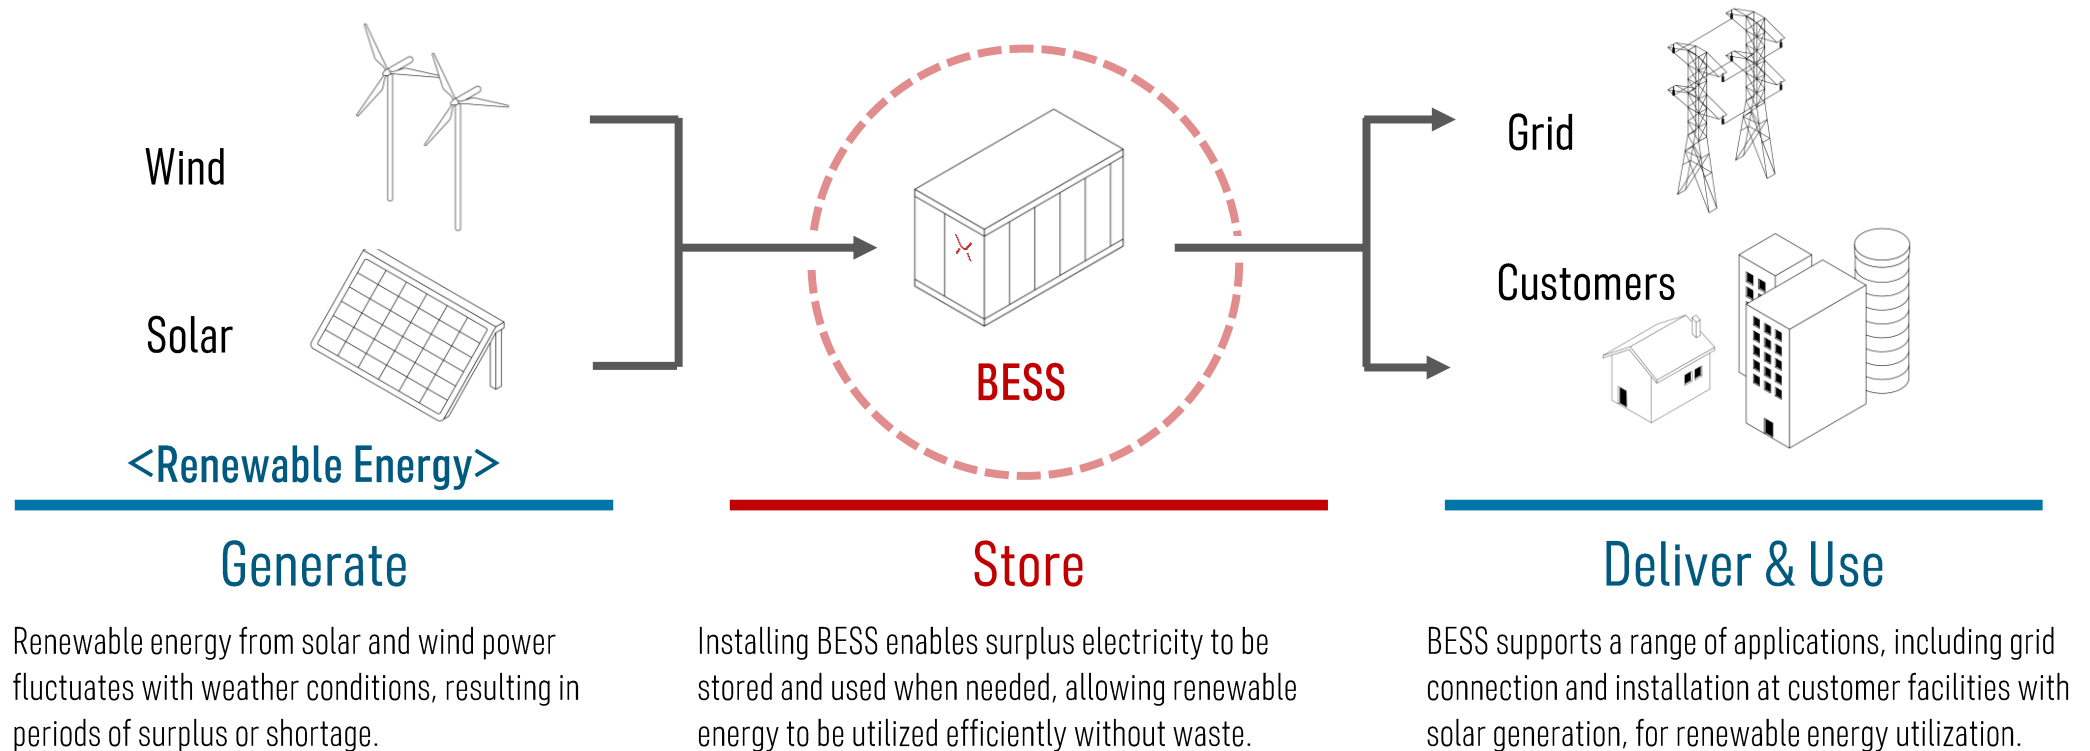 Wind
Solar
<Renewable Energy>
BESS
Grid
Customers
Generate
Renewable energy from solar and wind power
fluctuates with weather conditions, resulting in
periods of surplus or shortage.
Store
Installing BESS enables surplus electricity to be
stored and used when needed, allowing renewable
energy to be utilized efficiently without waste.
Deliver & Use
BESS supports a range of applications, including grid
connection and installation at customer facilities with
solar generation, for renewable energy utilization.